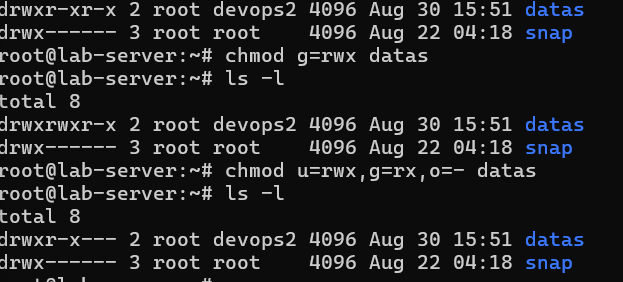 drwxr-xr-x 2 root devops2 4096 Aug 30 15:51 datas
drwx------ 3 root root    4096 Aug 22 04:18 snap
root@lab-server:~# chmod g=rwx datas
root@lab-server:~# ls -l
total 8
drwxrwxr-x 2 root devops2 4096 Aug 30 15:51 datas
drwx------ 3 root root    4096 Aug 22 04:18 snap
root@lab-server:~# chmod u=rwx,g=rx,o=- datas
root@lab-server:~# ls -l
total 8
drwxr-x--- 2 root devops2 4096 Aug 30 15:51 datas
drwx------ 3 root root    4096 Aug 22 04:18 snap
root@lab-server:~#